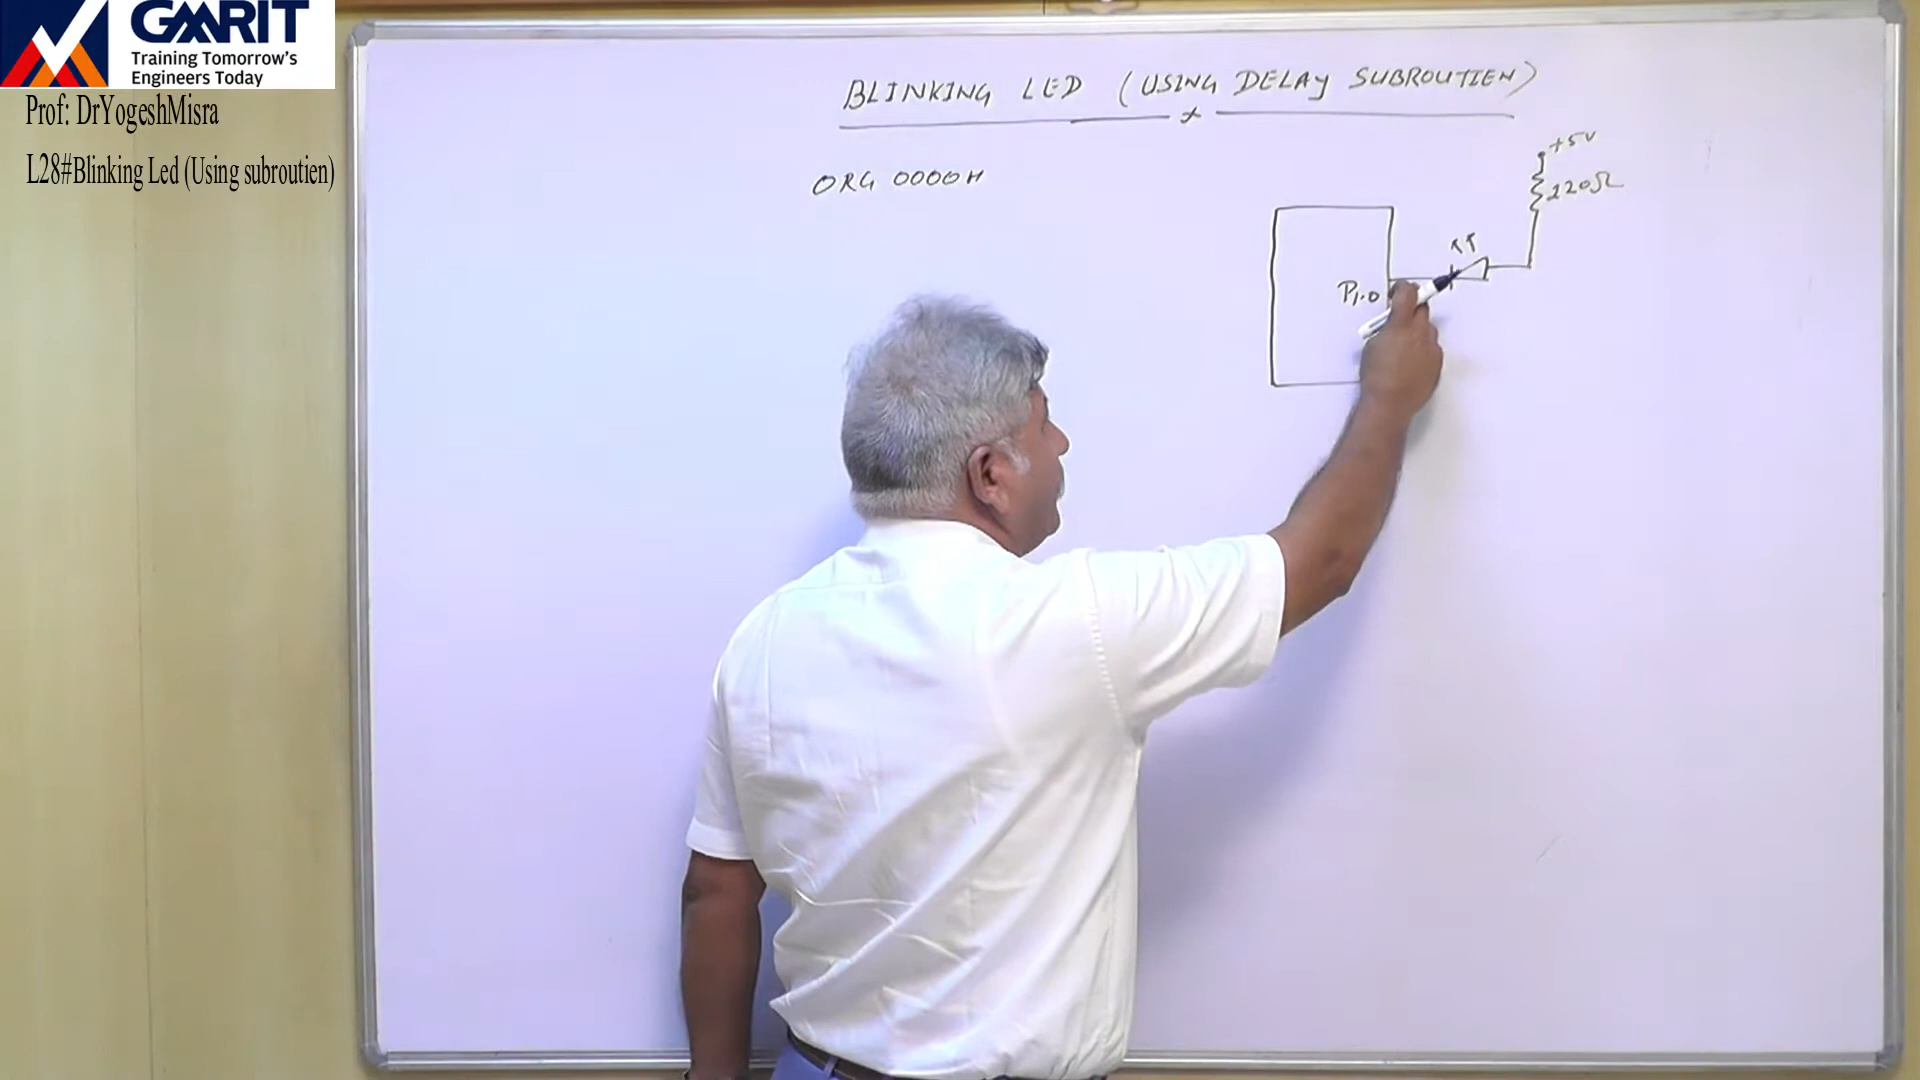 GMRIT
Training Tomorrow's
Engineers Today
Prof: DrYogeshMisra
L28#Blinking Led (Using subroutien)
BLINKING LED (USING DELAY SUBROUTIEN)
ORG 0000H
+5V
220Ω
P1.0